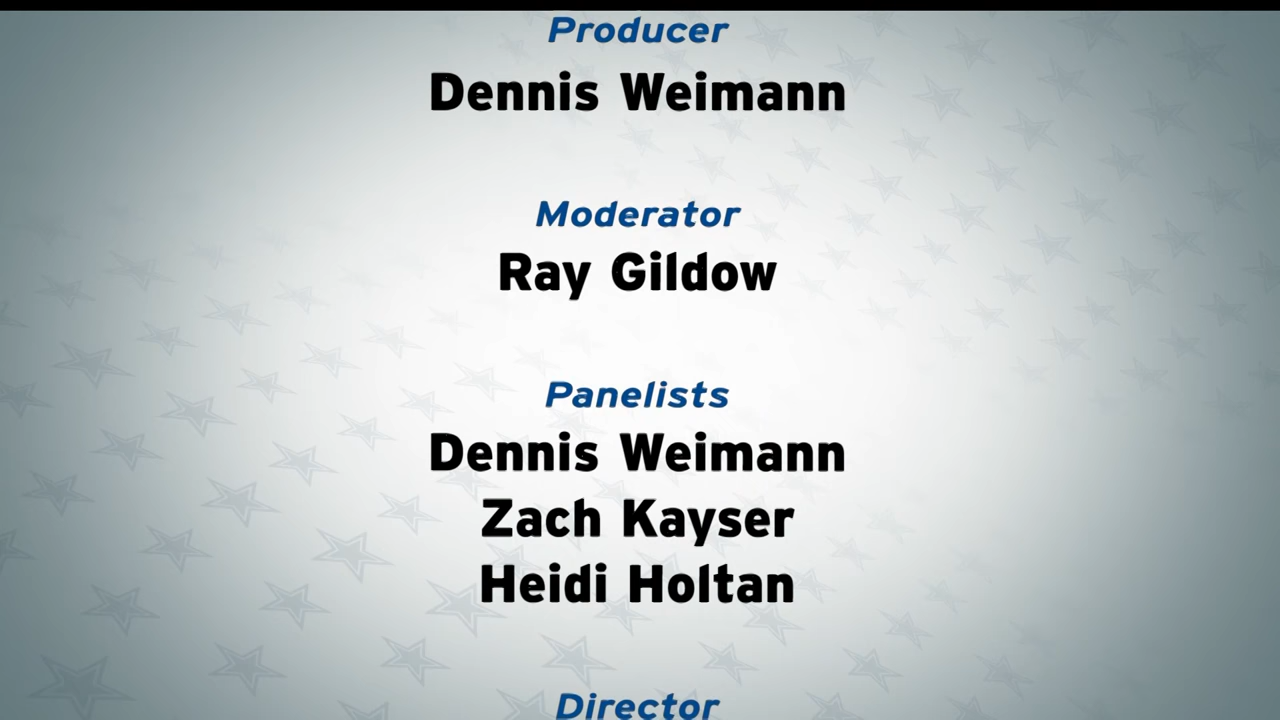 Producer
Dennis Weimann
Moderator
Ray Gildow
Panelists
Dennis Weimann
Zach Kayser
Heidi Holtan
Director